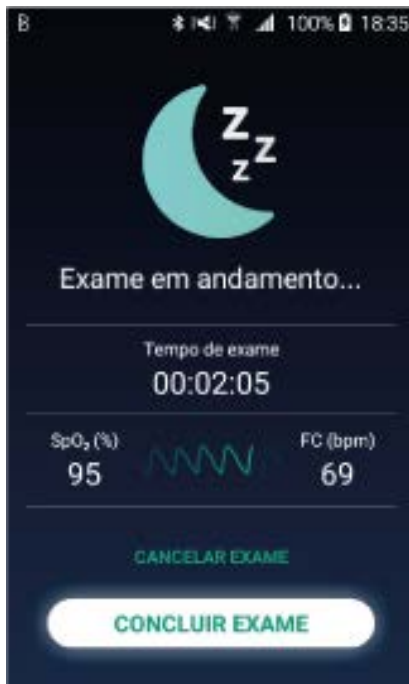 B 100% 18:35
Z
Z
Z
Exame em andamento...
Tempo de exame
00:02:05
SpO₂ (%) FC (bpm)
95 69
CANCELAR EXAME
CONCLUIR EXAME